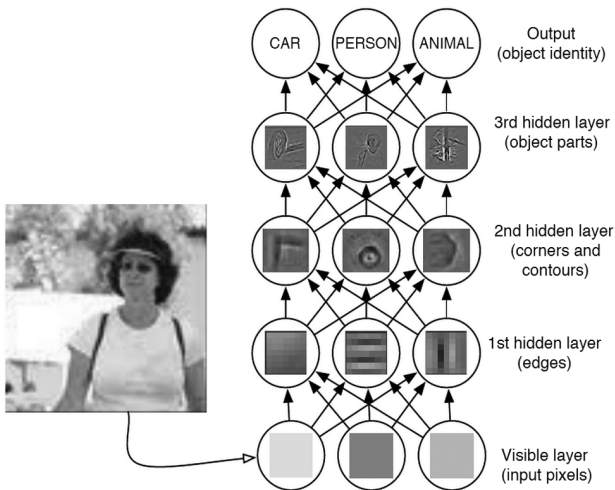 CAR
PERSON
ANIMAL
Output
(object identity)
3rd hidden layer
(object parts)
2nd hidden layer
(corners and
contours)
1st hidden layer
(edges)
Visible layer
(input pixels)